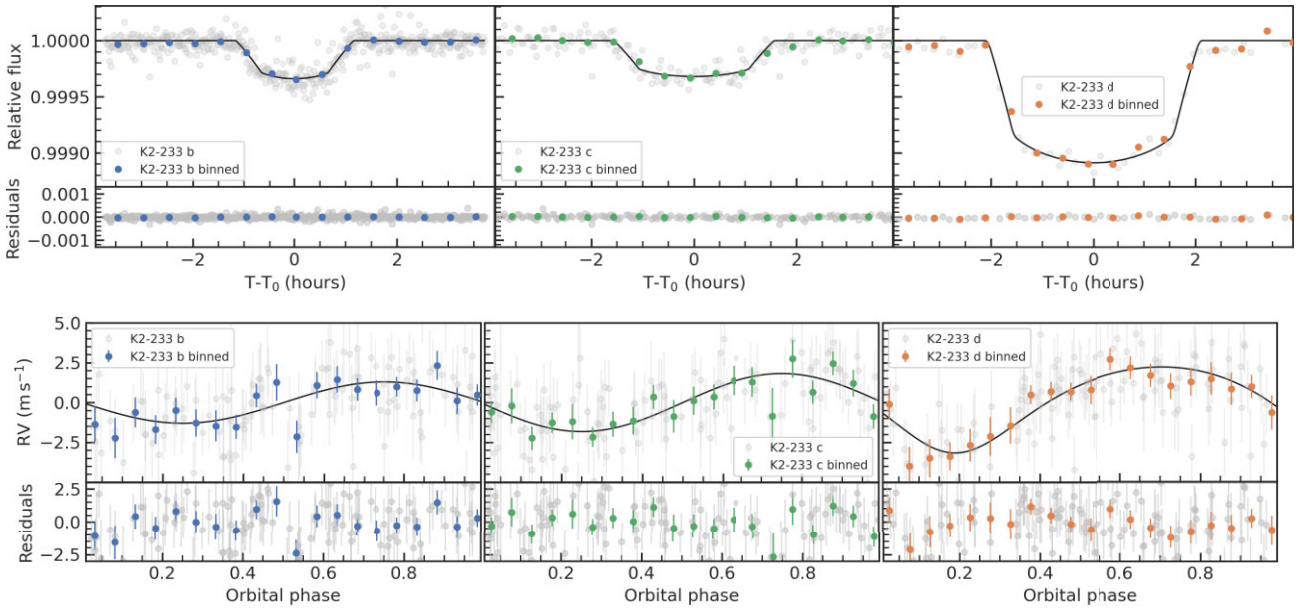 Relative flux
1.0000
0.9995
0.9990
K2-233 b
K2-233 b binned
K2-233 c
K2-233 c binned
K2-233 d
K2-233 d binned
Residuals
0.001
0.000
−0.001
−2 0 2
−2 0 2
−2 0 2
T-T0 (hours)
T-T0 (hours)
T-T0 (hours)
RV (m s−1)
5.0
2.5
0.0
−2.5
K2-233 b
K2-233 b binned
K2-233 c
K2-233 c binned
K2-233 d
K2-233 d binned
Residuals
2.5
0.0
−2.5
0.2 0.4 0.6 0.8
0.2 0.4 0.6 0.8
0.2 0.4 0.6 0.8
Orbital phase
Orbital phase
Orbital phase